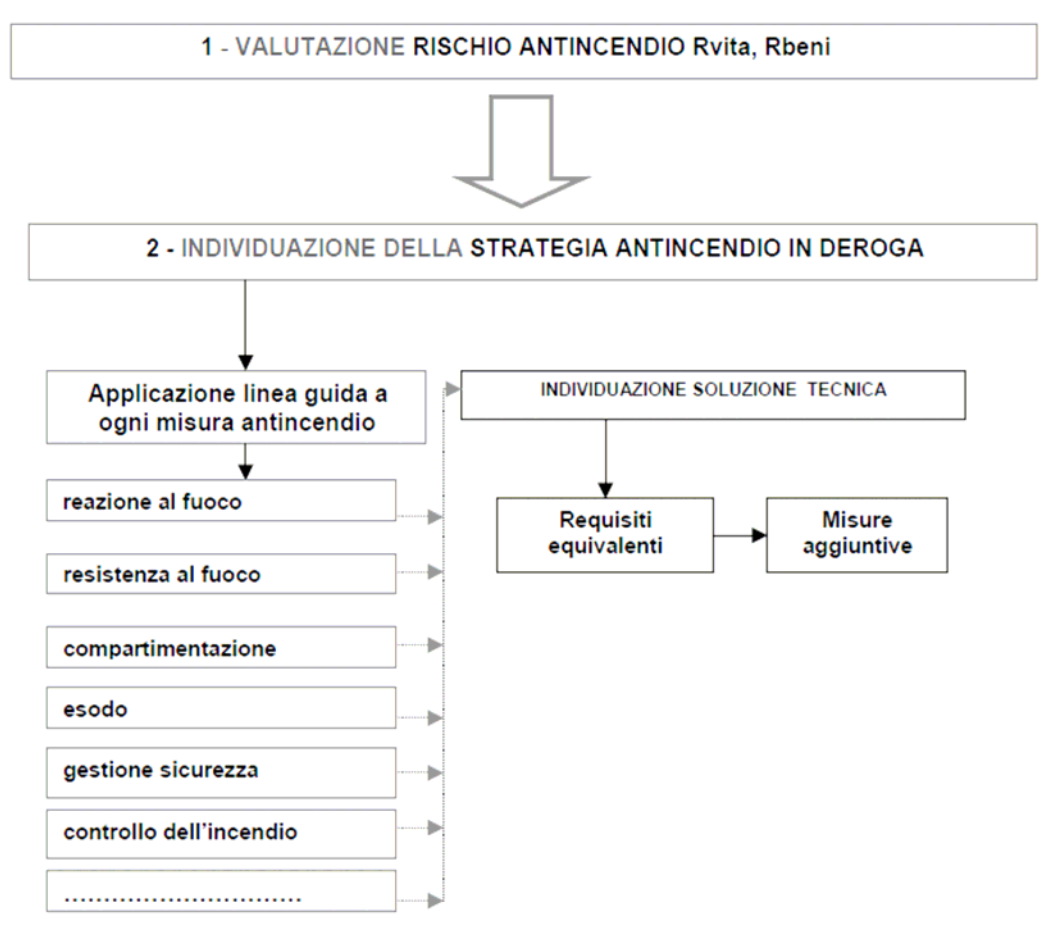 1 - VALUTAZIONE RISCHIO ANTINCENDIO Rvita, Rbeni
2 - INDIVIDUAZIONE DELLA STRATEGIA ANTINCENDIO IN DEROGA
Applicazione linea guida a
ogni misura antincendio
reazione al fuoco
resistenza al fuoco
compartimentazione
esodo
gestione sicurezza
controllo dell'incendio
..............................
INDIVIDUAZIONE SOLUZIONE TECNICA
Requisiti
equivalenti
Misure
aggiuntive